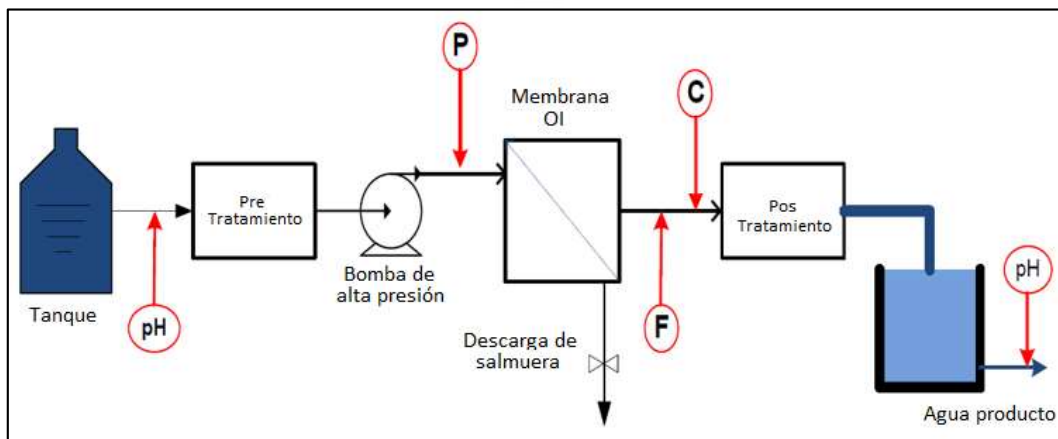 P
Membrana
OI
C
Pre
Tratamiento
Pos
Tratamiento
Bomba de
alta presión
Tanque
pH
Descarga de
salmuera
F
pH
Agua producto